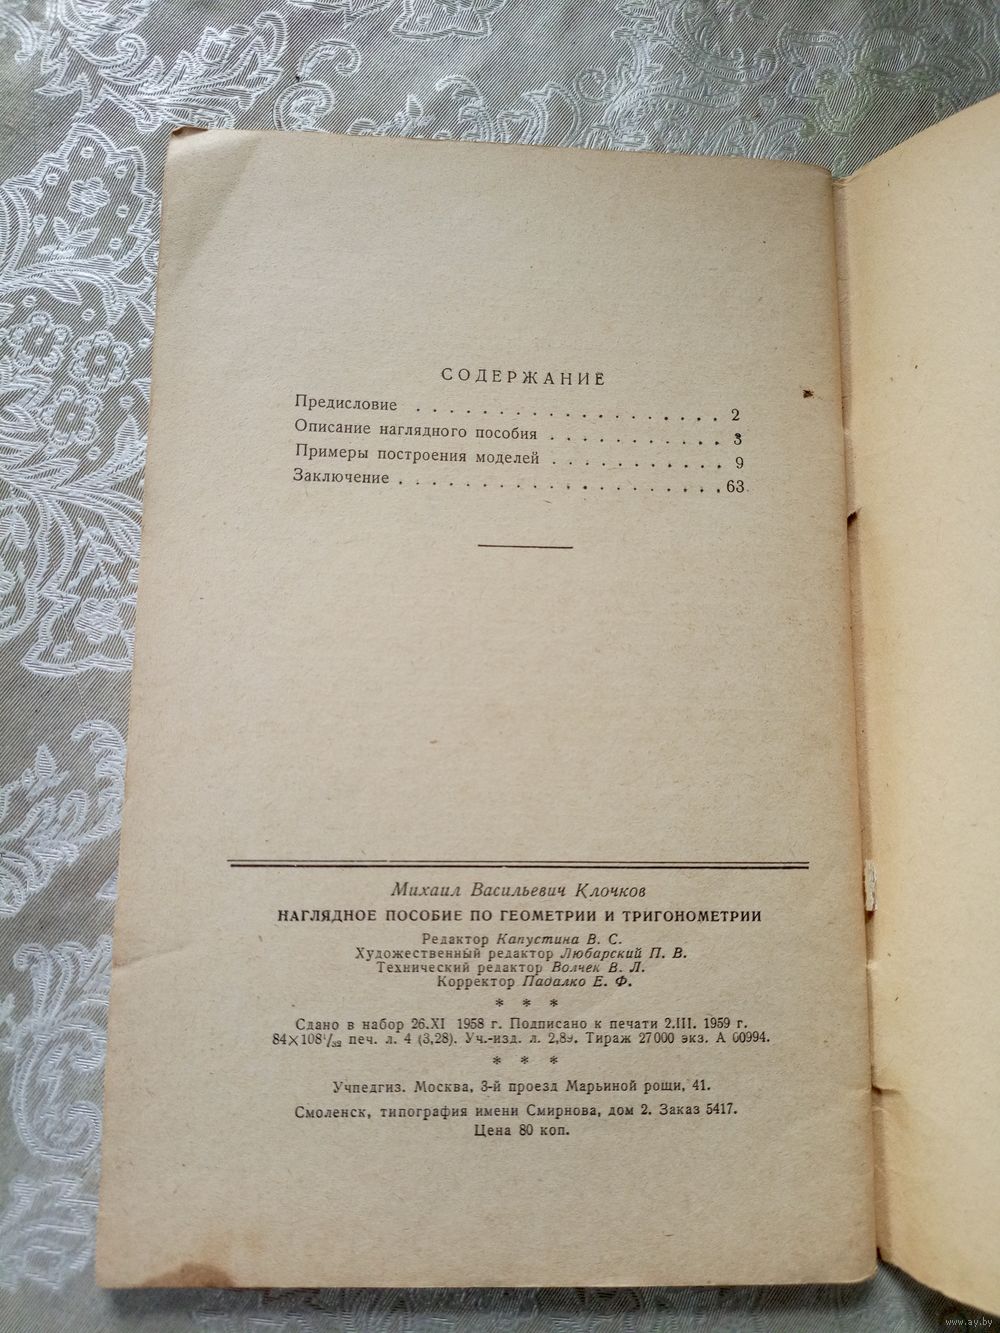 СОДЕРЖАНИЕ
Предисловие . . . . . . . . . . . . . . . . . . . 2
Описание наглядного пособия . . . . . . . . . . . 3
Примеры построения моделей . . . . . . . . . . . 9
Заключение . . . . . . . . . . . . . . . . . . . . 63
Михаил Васильевич Клочков
НАГЛЯДНОЕ ПОСОБИЕ ПО ГЕОМЕТРИИ И ТРИГОНОМЕТРИИ
Редактор Капустина В. С.
Художественный редактор Любарский П. В.
Технический редактор Волчек В. Л.
Корректор Падалко Е. Ф.
* * *
Сдано в набор 26.XI 1958 г. Подписано к печати 2.III. 1959 г.
84×108¹/₃₂ печ. л. 4 (3,28). Уч.-изд. л. 2,89. Тираж 27000 экз. А 00994.
* * *
Учпедгиз. Москва, 3-й проезд Марьиной рощи, 41.
Смоленск, типография имени Смирнова, дом 2. Заказ 5417.
Цена 80 коп.
www.ay.by